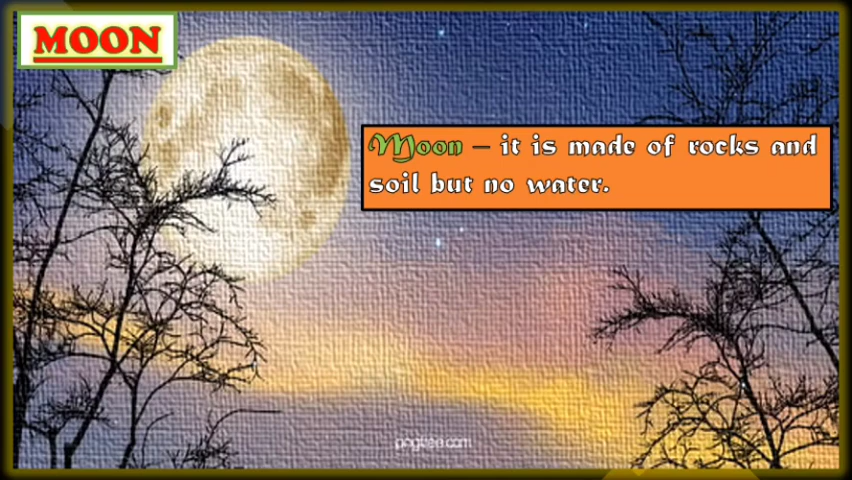 MOON
Moon – it is made of rocks and
soil but no water.
pngtree.com